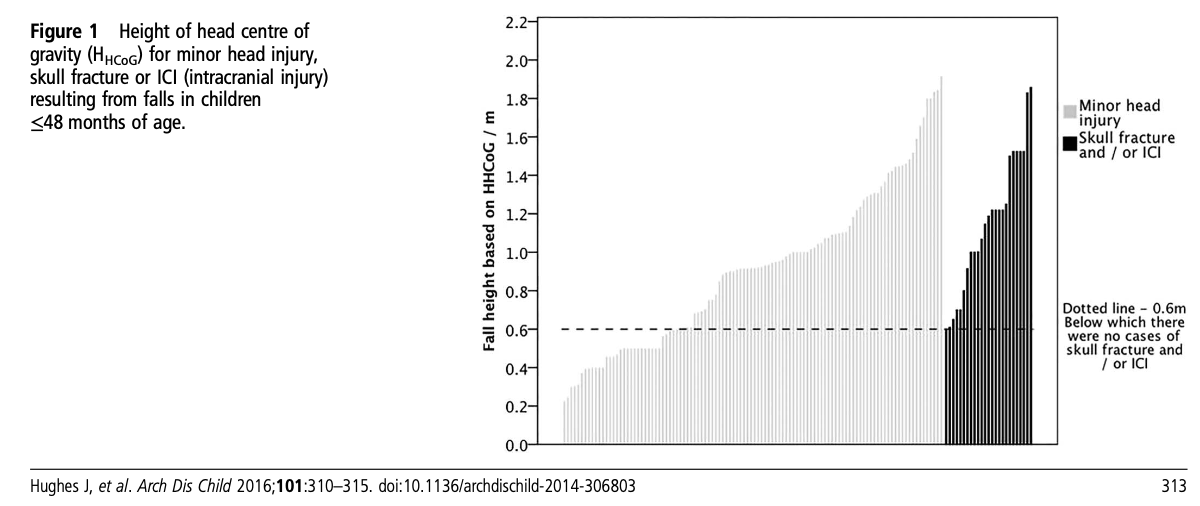 Figure 1 Height of head centre of
gravity (HHCoG) for minor head injury,
skull fracture or ICI (intracranial injury)
resulting from falls in children
≤48 months of age.
Fall height based on HHCoG / m
2.2
2.0
1.8
1.6
1.4
1.2
1.0
0.8
0.6
0.4
0.2
0.0
Minor head
injury
Skull fracture
and / or ICI
Dotted line – 0.6m
Below which there
were no cases of
skull fracture and
/ or ICI
Hughes J, et al. Arch Dis Child 2016;101:310–315. doi:10.1136/archdischild-2014-306803
313